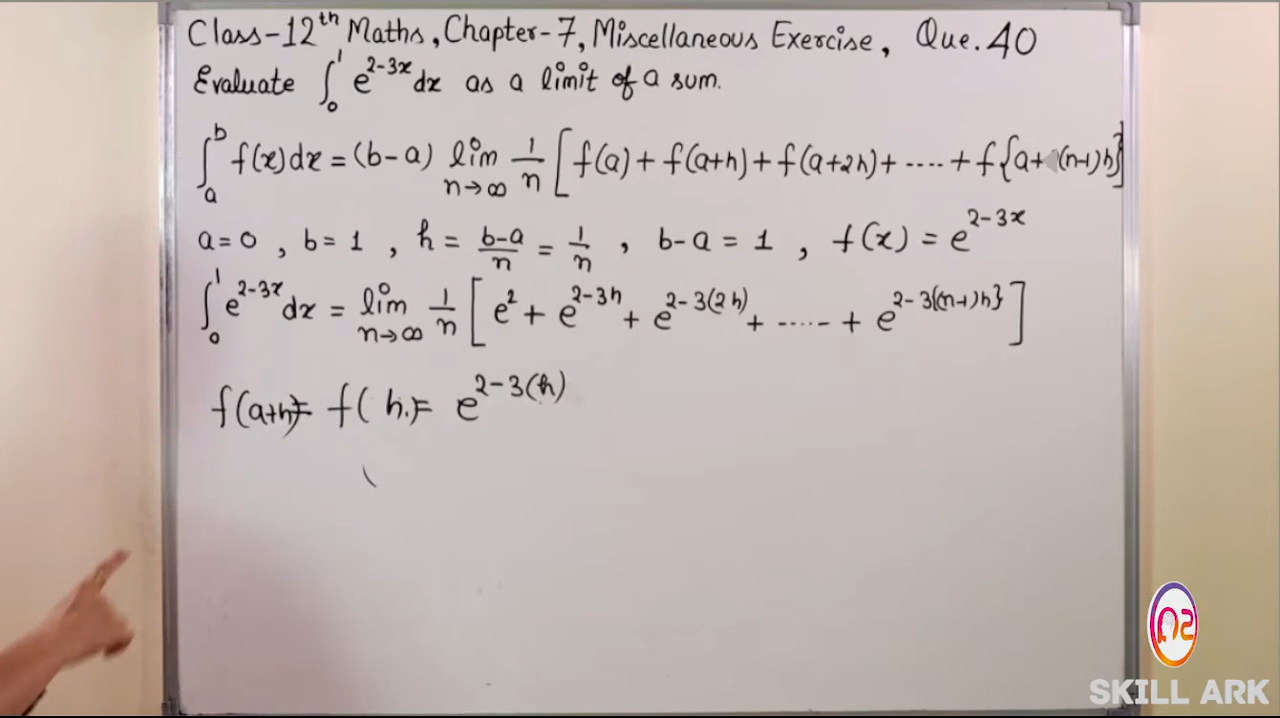 Class-12th Maths, Chapter-7, Miscellaneous Exercise, Que. 40
Evaluate ∫₀¹ e^{2-3x} dx as a limit of a sum.
∫ₐᵇ f(x)dx = (b-a) lim_{n→∞} 1/n [f(a) + f(a+h) + f(a+2h) + ..... + f{a+(n-1)h}]
a = 0 , b = 1 , h = (b-a)/n = 1/n , b-a = 1 , f(x) = e^{2-3x}
∫₀¹ e^{2-3x} dx = lim_{n→∞} 1/n [e² + e^{2-3h} + e^{2-3(2h)} + ...... + e^{2-3{(n-1)h}}]
f(a+h) = f( h.) = e^{2-3(h)}
(
SKILL ARK